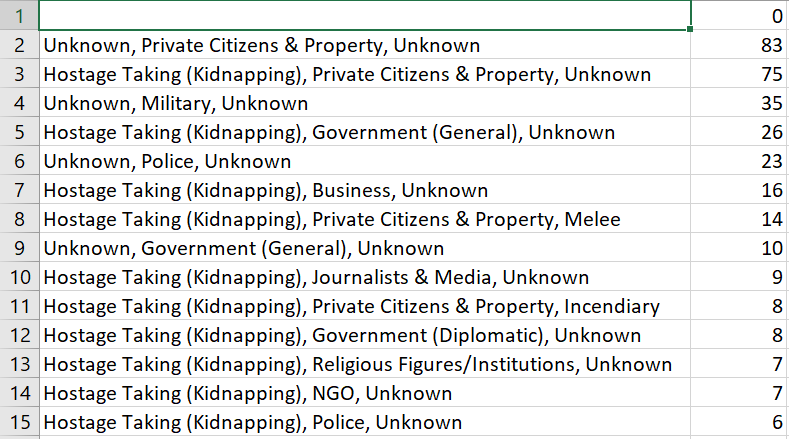 1 0
2 Unknown, Private Citizens & Property, Unknown 83
3 Hostage Taking (Kidnapping), Private Citizens & Property, Unknown 75
4 Unknown, Military, Unknown 35
5 Hostage Taking (Kidnapping), Government (General), Unknown 26
6 Unknown, Police, Unknown 23
7 Hostage Taking (Kidnapping), Business, Unknown 16
8 Hostage Taking (Kidnapping), Private Citizens & Property, Melee 14
9 Unknown, Government (General), Unknown 10
10 Hostage Taking (Kidnapping), Journalists & Media, Unknown 9
11 Hostage Taking (Kidnapping), Private Citizens & Property, Incendiary 8
12 Hostage Taking (Kidnapping), Government (Diplomatic), Unknown 8
13 Hostage Taking (Kidnapping), Religious Figures/Institutions, Unknown 7
14 Hostage Taking (Kidnapping), NGO, Unknown 7
15 Hostage Taking (Kidnapping), Police, Unknown 6